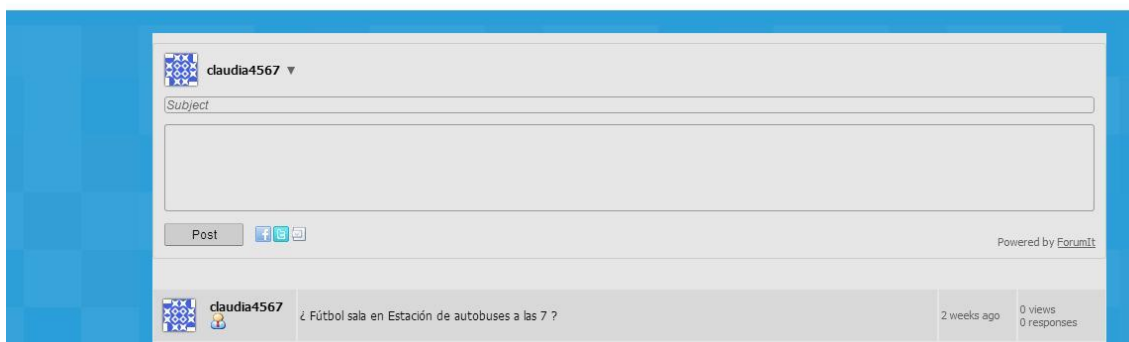 claudia4567 ▼
Subject
Post
Powered by ForumIt
claudia4567
¿ Fútbol sala en Estación de autobuses a las 7 ?
2 weeks ago
0 views
0 responses